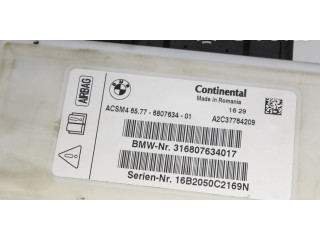 AIRBAG
BMW
Continental
Made in Romania
16 29
ACSM4 65.77 - 6807634 - 01
A2C37764209
BMW-Nr. 316807634017
Serien-Nr. 16B2050C2169N